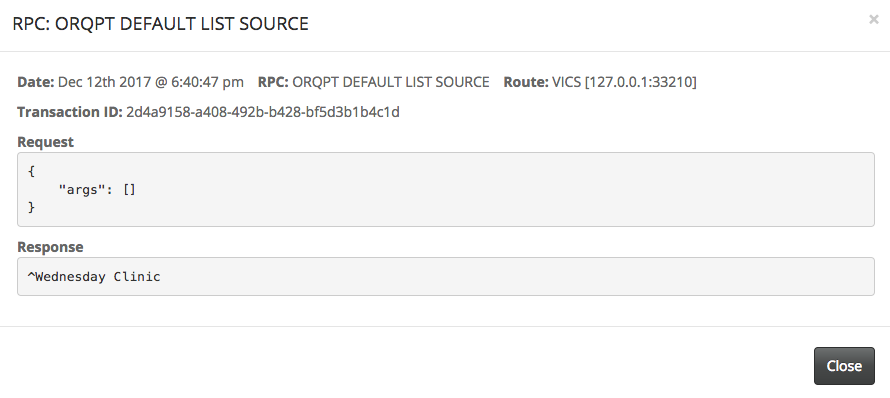 RPC: ORQPT DEFAULT LIST SOURCE
×
Date: Dec 12th 2017 @ 6:40:47 pm RPC: ORQPT DEFAULT LIST SOURCE Route: VICS [127.0.0.1:33210]
Transaction ID: 2d4a9158-a408-492b-b428-bf5d3b1b4c1d
Request
{
    "args": []
}
Response
^Wednesday Clinic
Close